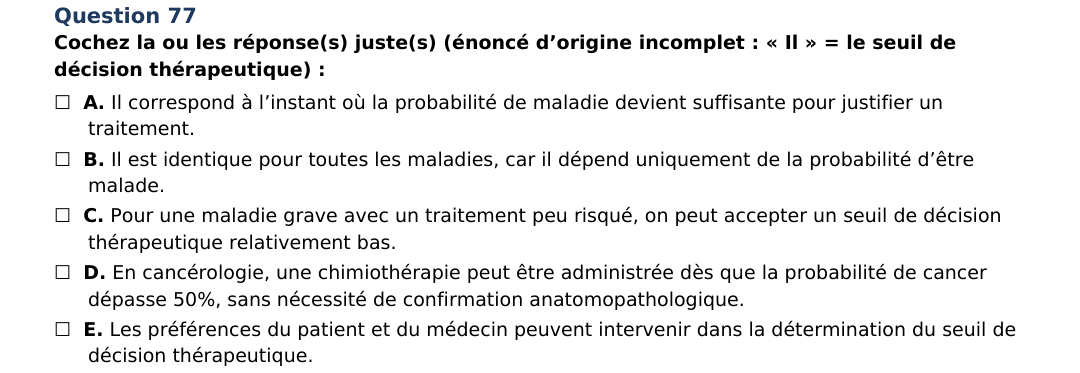 Question 77
Cochez la ou les réponse(s) juste(s) (énoncé d’origine incomplet : « Il » = le seuil de
décision thérapeutique) :
☐ A. Il correspond à l’instant où la probabilité de maladie devient suffisante pour justifier un
traitement.
☐ B. Il est identique pour toutes les maladies, car il dépend uniquement de la probabilité d’être
malade.
☐ C. Pour une maladie grave avec un traitement peu risqué, on peut accepter un seuil de décision
thérapeutique relativement bas.
☐ D. En cancérologie, une chimiothérapie peut être administrée dès que la probabilité de cancer
dépasse 50%, sans nécessité de confirmation anatomopathologique.
☐ E. Les préférences du patient et du médecin peuvent intervenir dans la détermination du seuil de
décision thérapeutique.